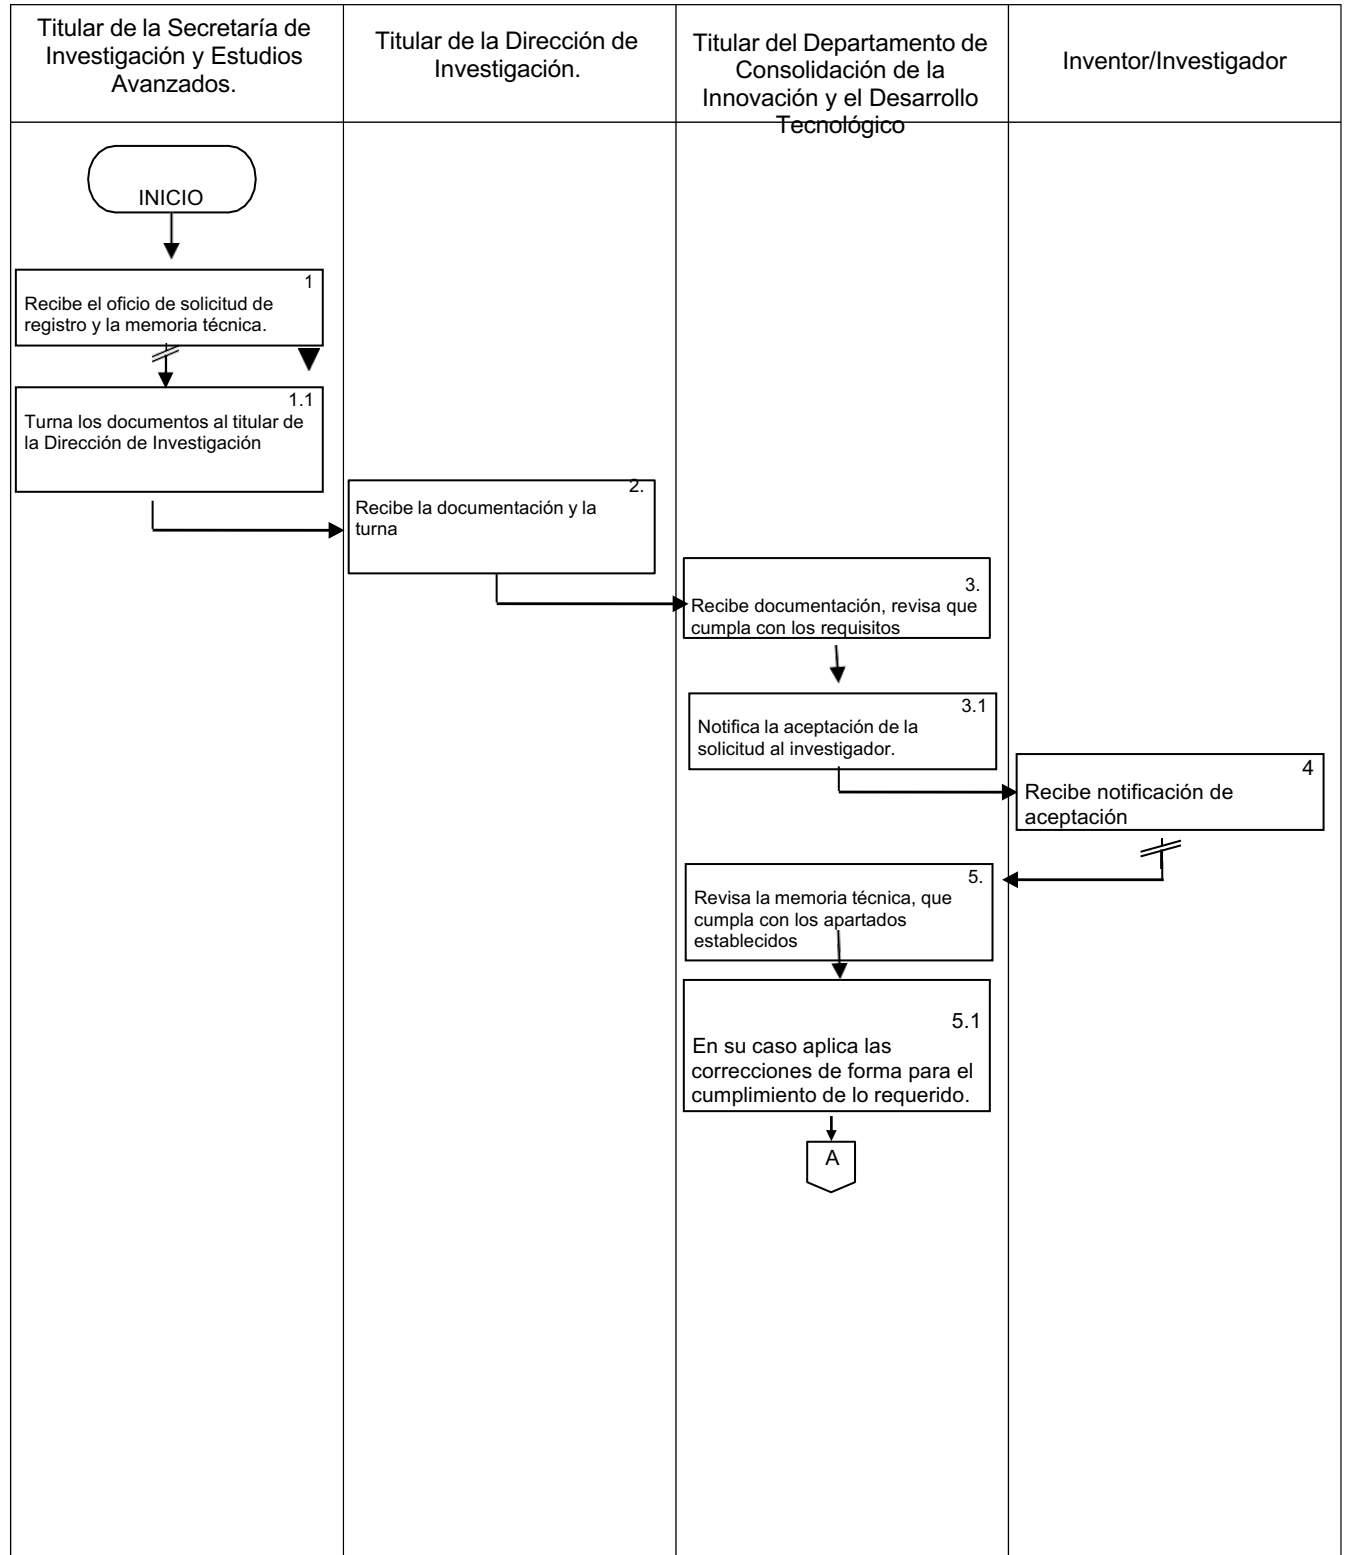 Titular de la Secretaría de
Investigación y Estudios
Avanzados.
Titular de la Dirección de
Investigación.
Titular del Departamento de
Consolidación de la
Innovación y el Desarrollo
Tecnológico
Inventor/Investigador
INICIO
1
Recibe el oficio de solicitud de
registro y la memoria técnica.
1.1
Turna los documentos al titular de
la Dirección de Investigación
2.
Recibe la documentación y la
turna
3.
Recibe documentación, revisa que
cumpla con los requisitos
3.1
Notifica la aceptación de la
solicitud al investigador.
4
Recibe notificación de
aceptación
5.
Revisa la memoria técnica, que
cumpla con los apartados
establecidos
5.1
En su caso aplica las
correcciones de forma para el
cumplimiento de lo requerido.
A